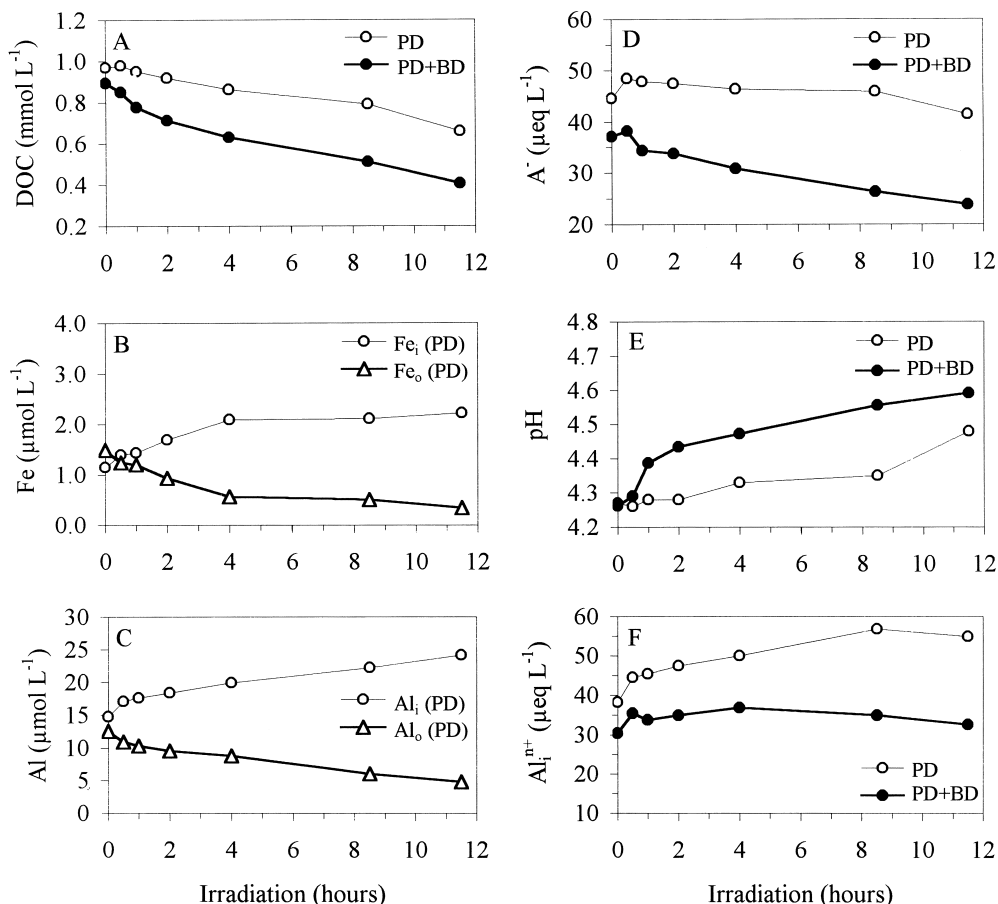 A
PD
PD+BD
DOC (mmol L⁻¹)
1.2
1.0
0.8
0.6
0.4
0.2
0 2 4 6 8 10 12
D
PD
PD+BD
A⁻ (µeq L⁻¹)
60
50
40
30
20
0 2 4 6 8 10 12
B
Feᵢ (PD)
Feₒ (PD)
Fe (µmol L⁻¹)
4.0
3.0
2.0
1.0
0.0
0 2 4 6 8 10 12
E
PD
PD+BD
pH
4.8
4.7
4.6
4.5
4.4
4.3
4.2
0 2 4 6 8 10 12
C
Alᵢ (PD)
Alₒ (PD)
Al (µmol L⁻¹)
30
25
20
15
10
5
0
0 2 4 6 8 10 12
Irradiation (hours)
F
PD
PD+BD
Alᵢⁿ⁺ (µeq L⁻¹)
60
50
40
30
20
10
0 2 4 6 8 10 12
Irradiation (hours)